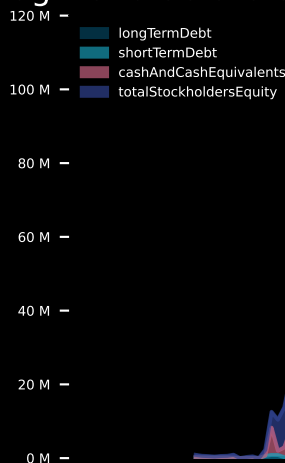 120 M
longTermDebt
shortTermDebt
100 M
cashAndCashEquivalents
totalStockholdersEquity
80 M
60 M
40 M
20 M
0 M